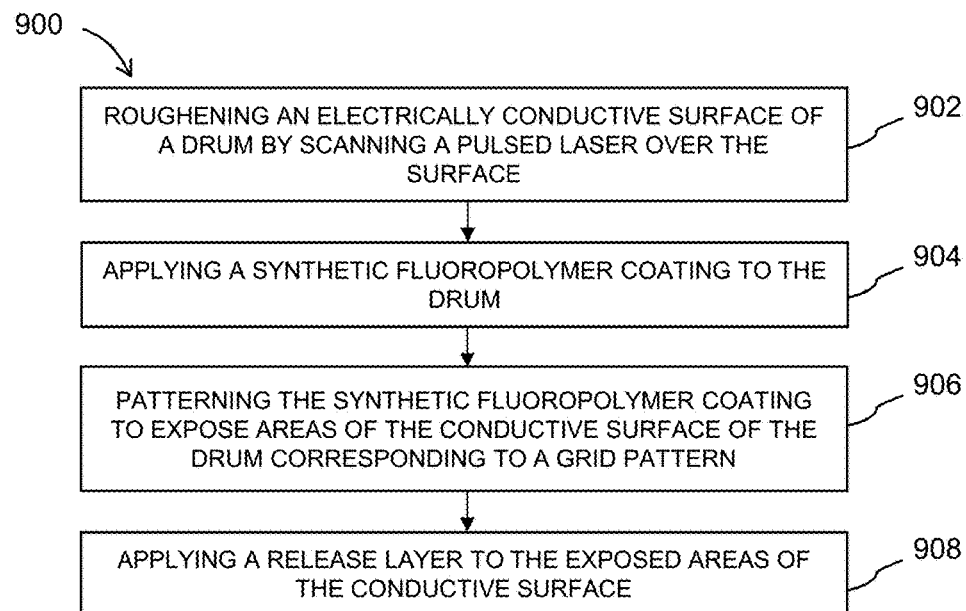 900
ROUGHENING AN ELECTRICALLY CONDUCTIVE SURFACE OF
A DRUM BY SCANNING A PULSED LASER OVER THE
SURFACE
902
APPLYING A SYNTHETIC FLUOROPOLYMER COATING TO THE
DRUM
904
PATTERNING THE SYNTHETIC FLUOROPOLYMER COATING
TO EXPOSE AREAS OF THE CONDUCTIVE SURFACE OF THE
DRUM CORRESPONDING TO A GRID PATTERN
906
APPLYING A RELEASE LAYER TO THE EXPOSED AREAS OF
THE CONDUCTIVE SURFACE
908